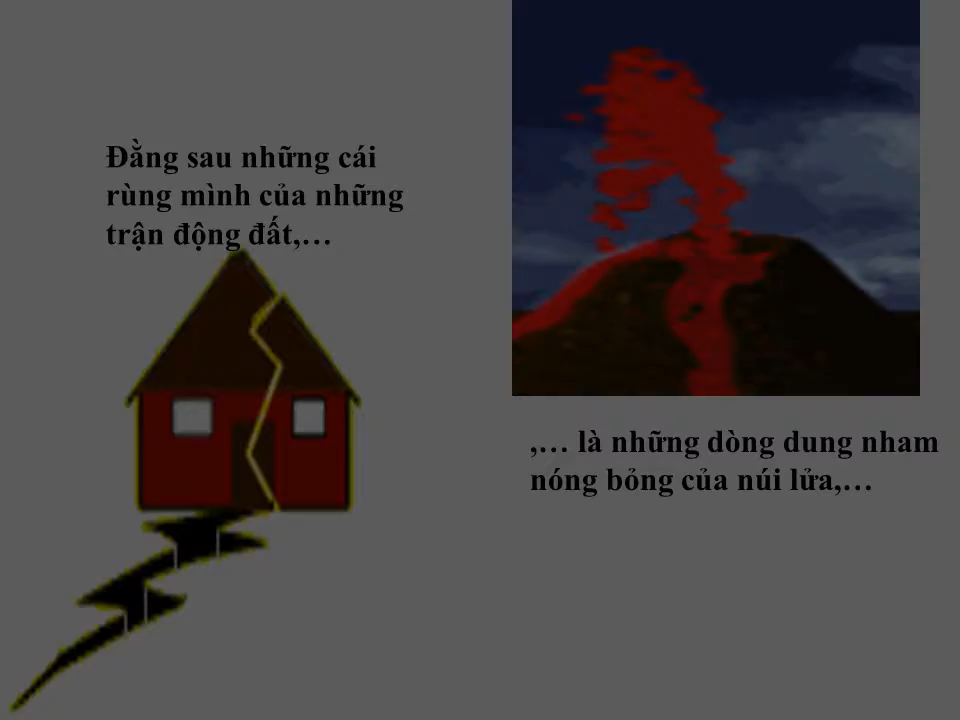 Đằng sau những cái
rùng mình của những
trận động đất,…
,… là những dòng dung nham
nóng bỏng của núi lửa,…